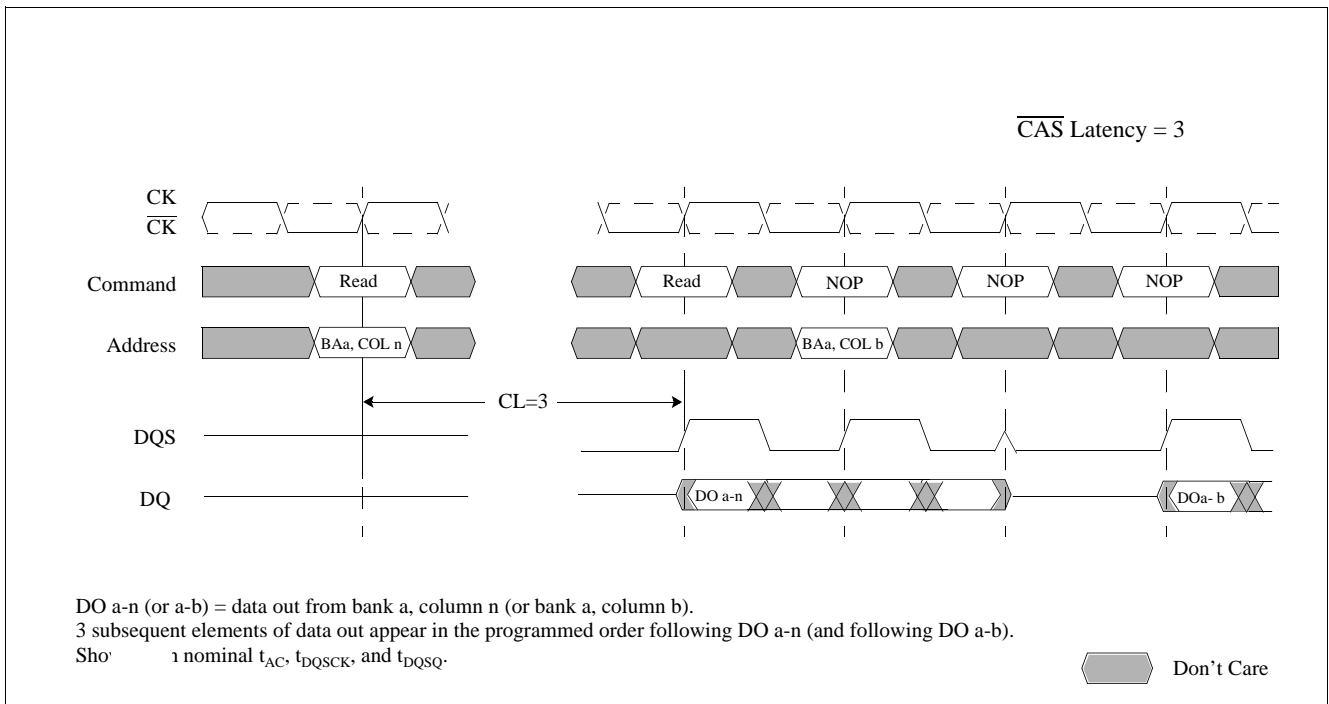 CAS Latency = 3
CK
CK
Command Read Read NOP NOP NOP
Address BAa, COL n BAa, COL b
CL=3
DQS
DQ DO a-n DOa- b
DO a-n (or a-b) = data out from bank a, column n (or bank a, column b).
3 subsequent elements of data out appear in the programmed order following DO a-n (and following DO a-b).
nominal tAC, tDQSCK, and tDQSQ.
Don't Care